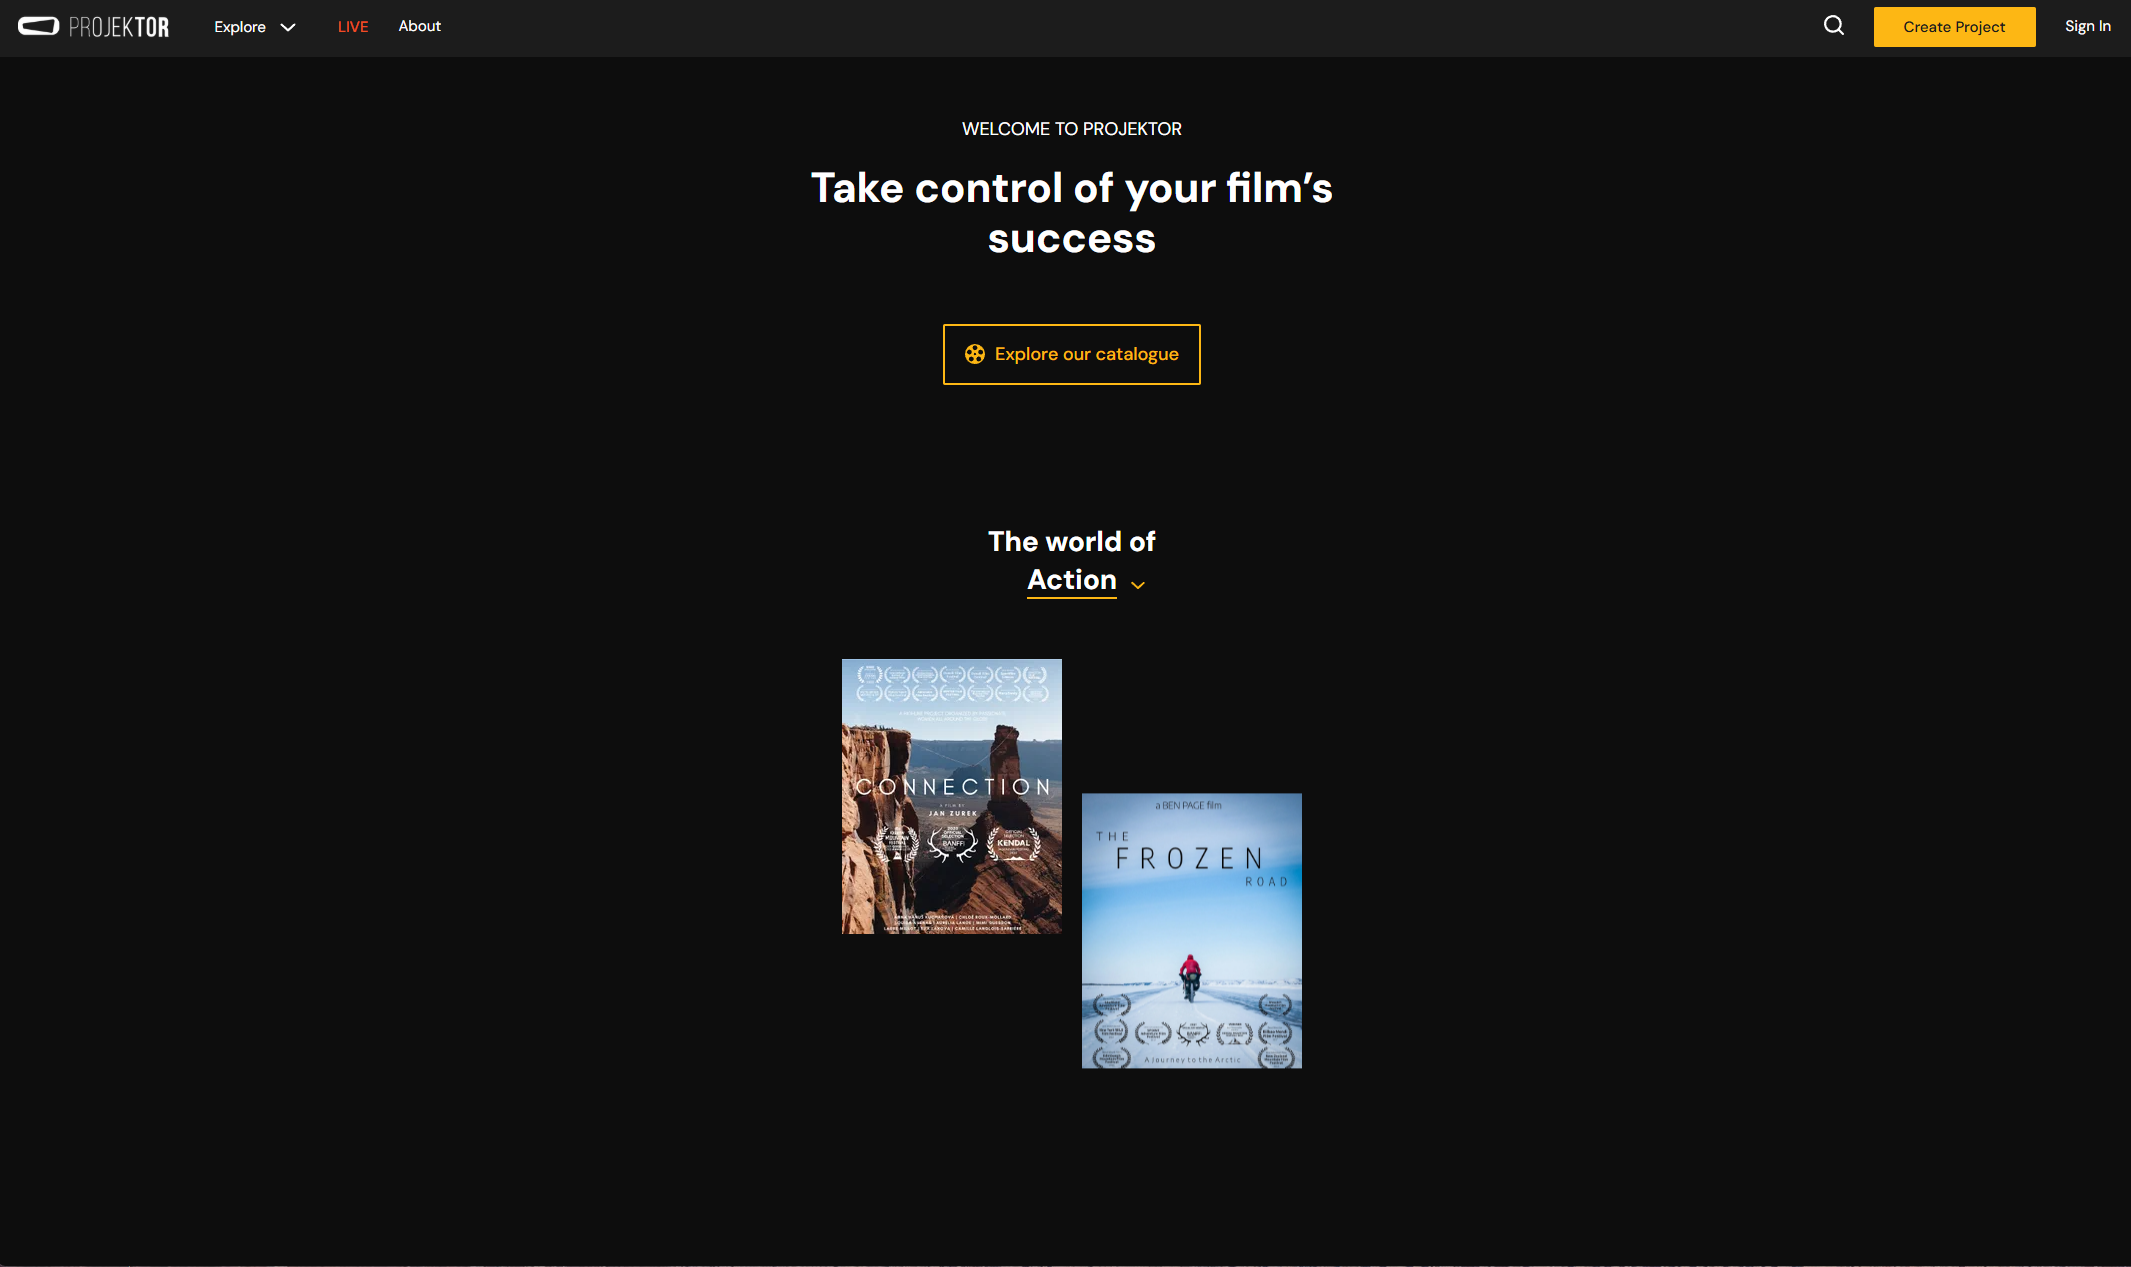 PROJEKTOR
Explore
LIVE
About
Create Project
Sign In
WELCOME TO PROJEKTOR
Take control of your film’s
success
Explore our catalogue
The world of
Action
CONNECTION
A FILM BY
JAN ZUREK
BANFF
KENDAL
a BEN PAGE film
THE
FROZEN
ROAD
A Journey to the Arctic